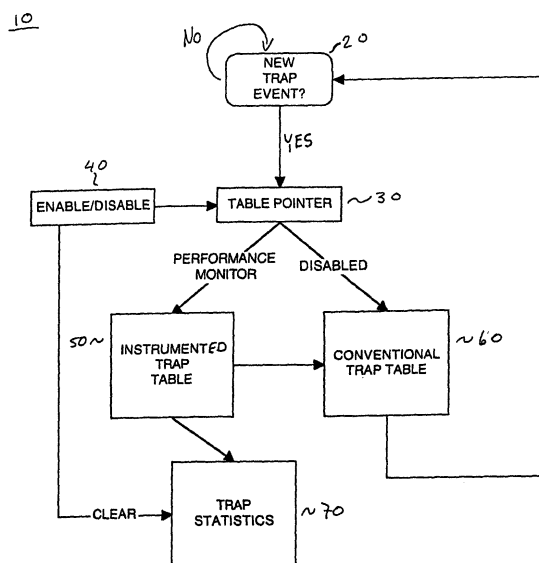 10
No
20
NEW
TRAP
EVENT?
YES
40
ENABLE/DISABLE
TABLE POINTER
~30
PERFORMANCE
MONITOR
DISABLED
50~
INSTRUMENTED
TRAP
TABLE
CONVENTIONAL
TRAP TABLE
~60
CLEAR
TRAP
STATISTICS
~70